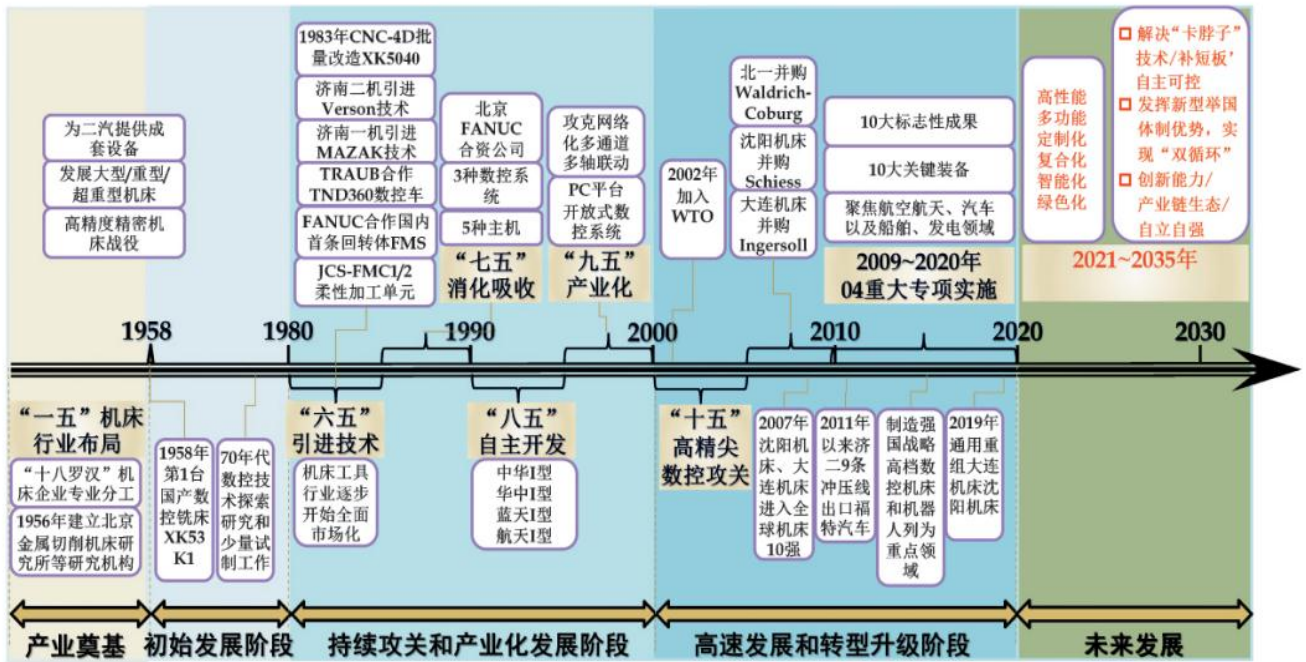 为二汽提供成
套设备
发展大型/重型/
超重型机床
高精度精密机
床战役
1983年CNC-4D批
量改造XK5040
济南二机引进
Verson技术
济南一机引进
MAZAK技术
TRAUB合作
TND360数控车
FANUC合作国内
首条回转体FMS
JCS-FMC1/2
柔性加工单元
北京
FANUC
合资公司
3种数控系
统
5种主机
“七五”
消化吸收
攻克网络
化多通道
多轴联动
PC平台
开放式数
控系统
“九五”
产业化
2002年
加入
WTO
北一并购
Waldrich-
Coburg
沈阳机床
并购
Schiess
大连机床
并购
Ingersoll
10大标志性成果
10大关键装备
聚焦航空航天、汽车
以及船舶、发电领域
2009~2020年
04重大专项实施
高性能
多功能
定制化
复合化
智能化
绿色化
解决“卡脖子”
技术/补短板’
自主可控
发挥新型举国
体制优势，实
现“双循环”
创新能力/
产业链生态/
自立自强
2021~2035年
1958
1980
1990
2000
2010
2020
2030
“一五”机床
行业布局
“十八罗汉”机
床企业专业分工
1956年建立北京
金属切削机床研
究所等研究机构
1958年
第1台
国产数
控铣床
XK53
K1
70年代
数控技
术探索
研究和
少量试
制工作
“六五”
引进技术
机床工具
行业逐步
开始全面
市场化
“八五”
自主开发
中华I型
华中I型
蓝天I型
航天I型
“十五”
高精尖
数控攻关
2007年
沈阳机
床、大
连机床
进入全
球机床
10强
2011年
以来济
二9条
冲压线
出口福
特汽车
制造强
国战略
高档数
控机床
和机器
人列为
重点领
域
2019年
通用重
组大连
机床沈
阳机床
产业奠基
初始发展阶段
持续攻关和产业化发展阶段
高速发展和转型升级阶段
未来发展